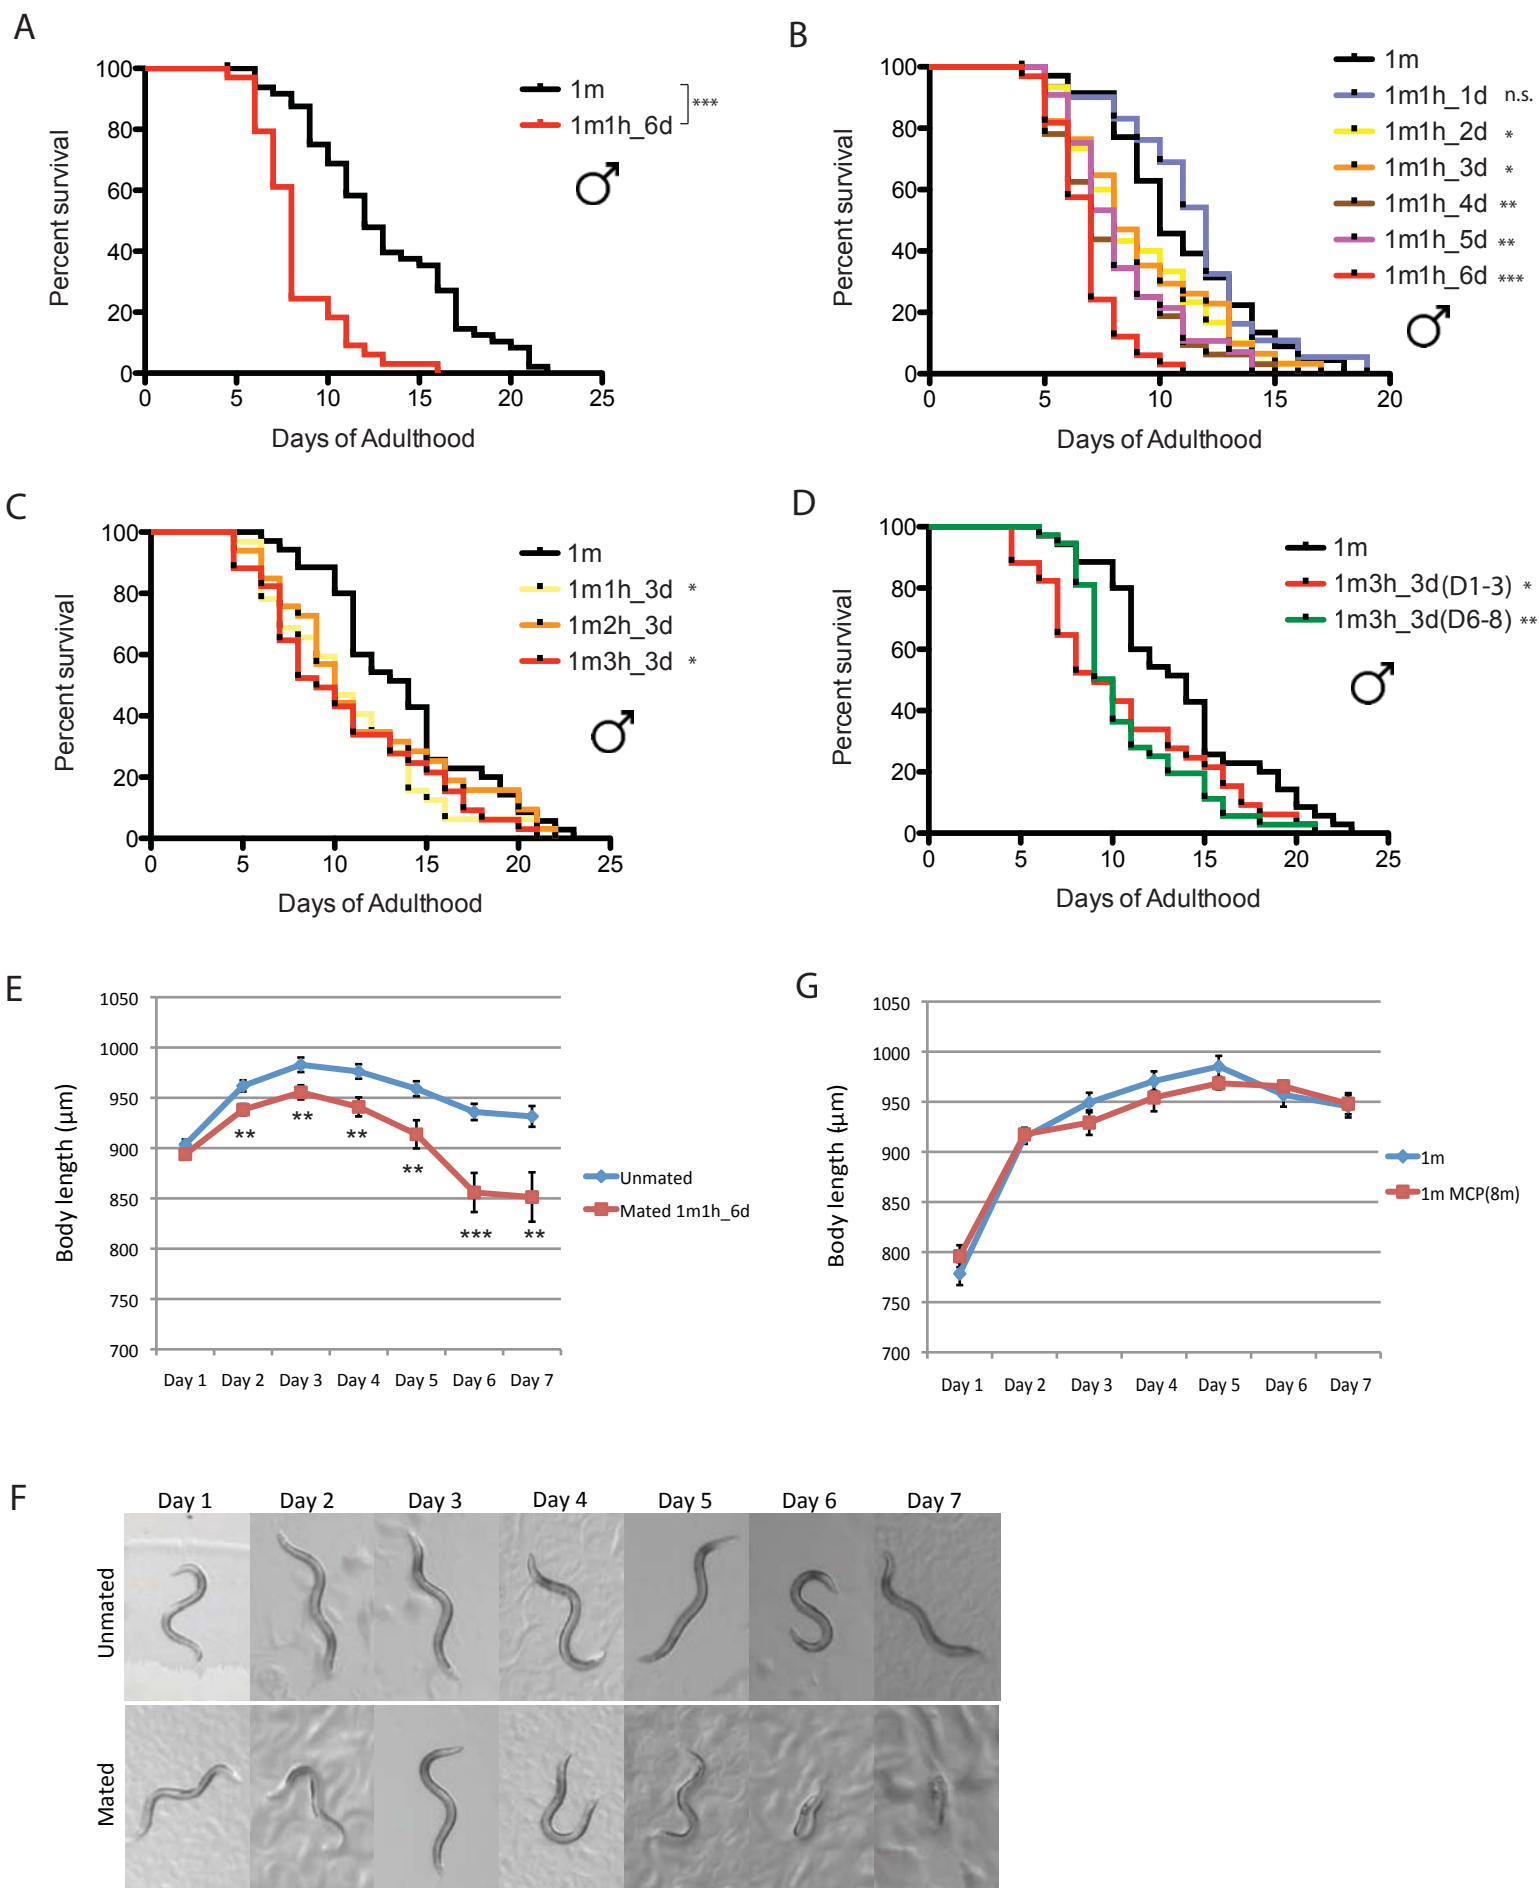 A
Percent survival
100
80
60
40
20
0
0 5 10 15 20 25
Days of Adulthood
1m
1m1h_6d
***
B
Percent survival
100
80
60
40
20
0
0 5 10 15 20
Days of Adulthood
1m
1m1h_1d n.s.
1m1h_2d *
1m1h_3d *
1m1h_4d **
1m1h_5d **
1m1h_6d ***
C
Percent survival
100
80
60
40
20
0
0 5 10 15 20 25
Days of Adulthood
1m
1m1h_3d *
1m2h_3d
1m3h_3d *
D
Percent survival
100
80
60
40
20
0
0 5 10 15 20 25
Days of Adulthood
1m
1m3h_3d(D1-3) *
1m3h_3d(D6-8) **
E
Body length (µm)
1050
1000
950
900
850
800
750
700
** ** ** ** *** **
Day 1 Day 2 Day 3 Day 4 Day 5 Day 6 Day 7
Unmated
Mated 1m1h_6d
G
Body length (µm)
1050
1000
950
900
850
800
750
700
Day 1 Day 2 Day 3 Day 4 Day 5 Day 6 Day 7
1m
1m MCP(8m)
F
Day 1 Day 2 Day 3 Day 4 Day 5 Day 6 Day 7
Unmated
Mated